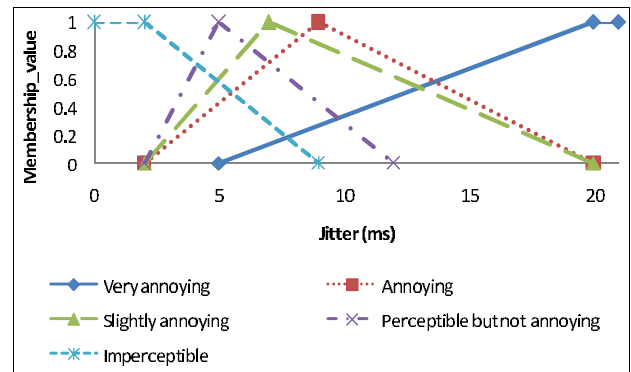 Membership_value
1
0.8
0.6
0.4
0.2
0
0 5 10 15 20
Jitter (ms)
Very annoying Annoying
Slightly annoying Perceptible but not annoying
Imperceptible